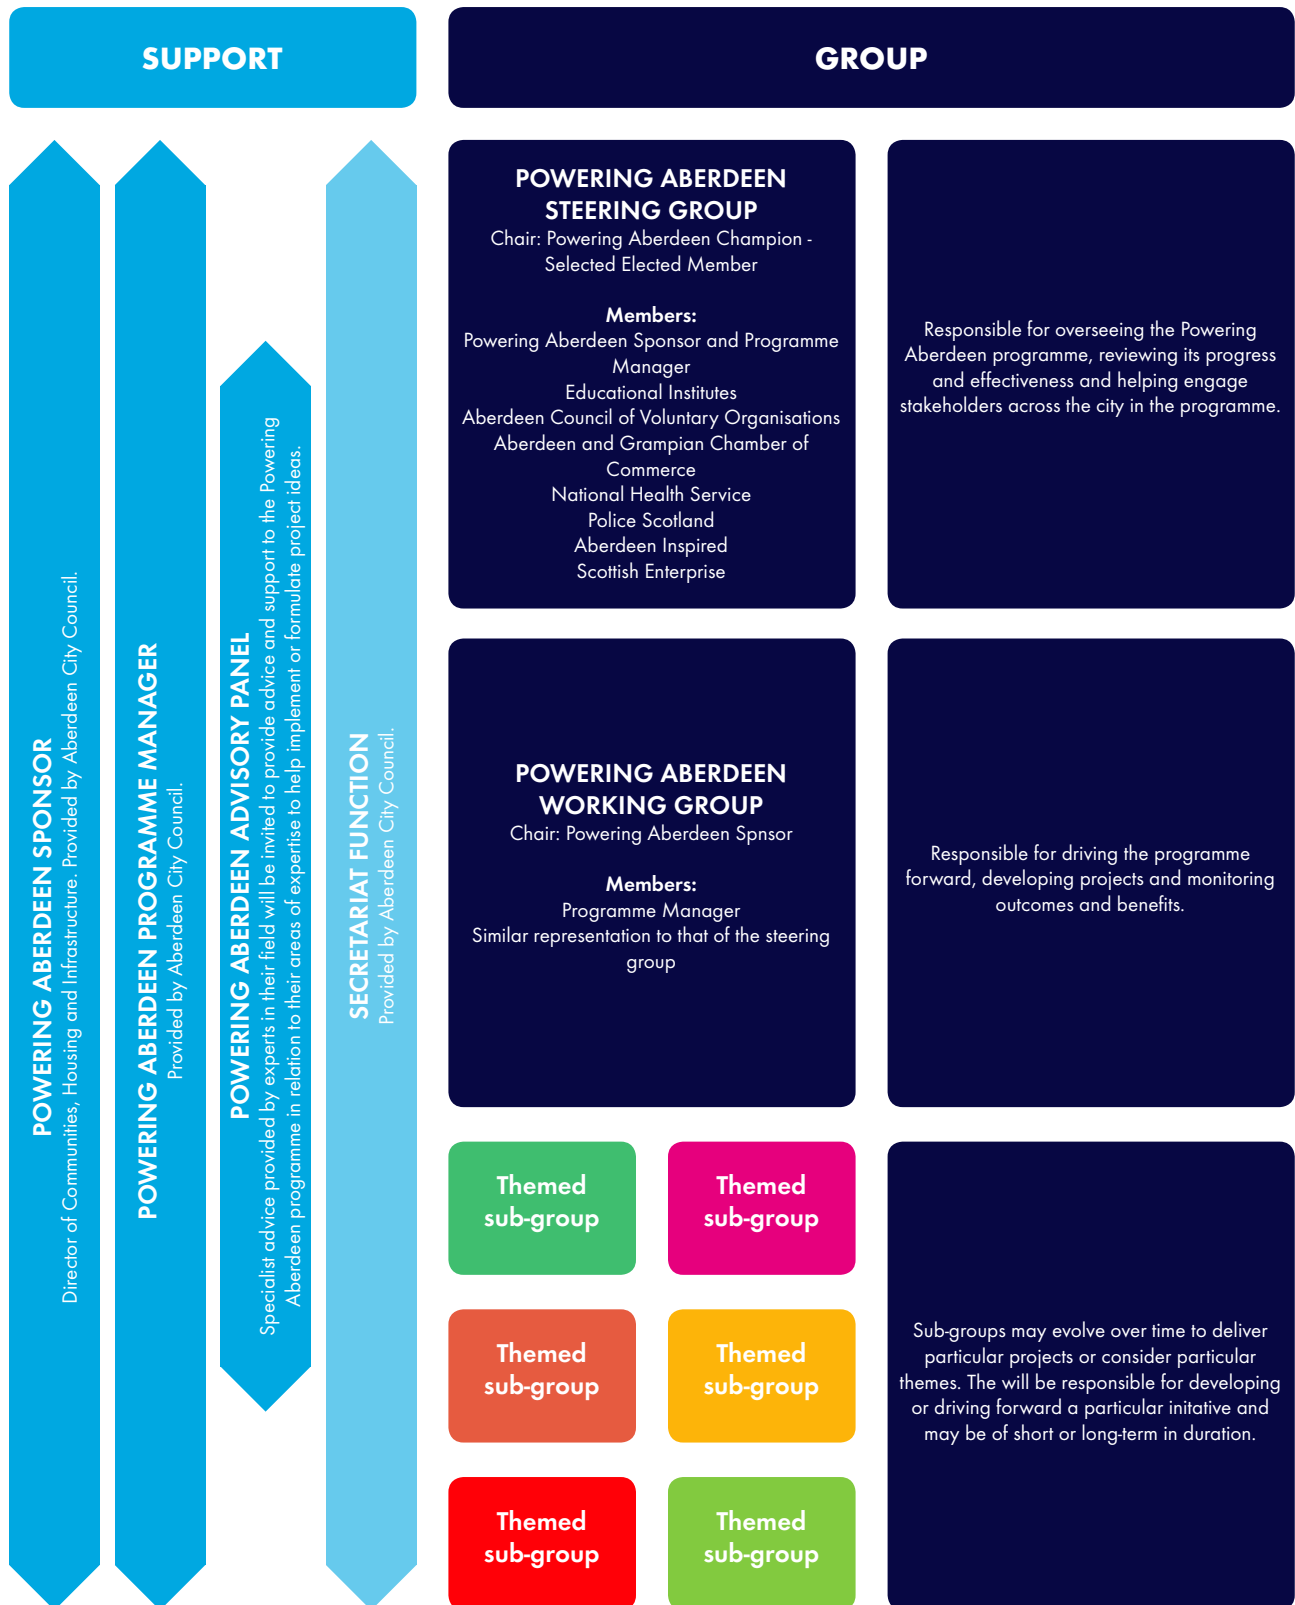 SUPPORT
GROUP
POWERING ABERDEEN SPONSOR
Director of Communities, Housing and Infrastructure. Provided by Aberdeen City Council.
POWERING ABERDEEN PROGRAMME MANAGER
Provided by Aberdeen City Council.
POWERING ABERDEEN ADVISORY PANEL
Specialist advice provided by experts in their field will be invited to provide advice and support to the Powering
Aberdeen programme in relation to their areas of expertise to help implement or formulate project ideas.
SECRETARIAT FUNCTION
Provided by Aberdeen City Council.
POWERING ABERDEEN
STEERING GROUP
Chair: Powering Aberdeen Champion -
Selected Elected Member
Members:
Powering Aberdeen Sponsor and Programme
Manager
Educational Institutes
Aberdeen Council of Voluntary Organisations
Aberdeen and Grampian Chamber of
Commerce
National Health Service
Police Scotland
Aberdeen Inspired
Scottish Enterprise
Responsible for overseeing the Powering
Aberdeen programme, reviewing its progress
and effectiveness and helping engage
stakeholders across the city in the programme.
POWERING ABERDEEN
WORKING GROUP
Chair: Powering Aberdeen Spnsor
Members:
Programme Manager
Similar representation to that of the steering
group
Responsible for driving the programme
forward, developing projects and monitoring
outcomes and benefits.
Themed
sub-group
Themed
sub-group
Themed
sub-group
Themed
sub-group
Themed
sub-group
Themed
sub-group
Sub-groups may evolve over time to deliver
particular projects or consider particular
themes. The will be responsible for developing
or driving forward a particular initative and
may be of short or long-term in duration.